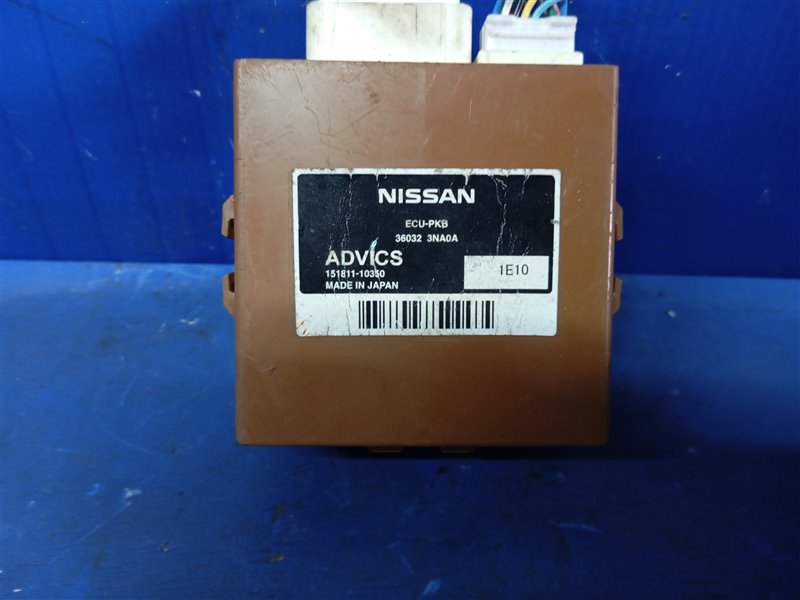 NISSAN
ECU-PKB
36032 3NA0A
ADVICS
151811-10350
MADE IN JAPAN
1E10